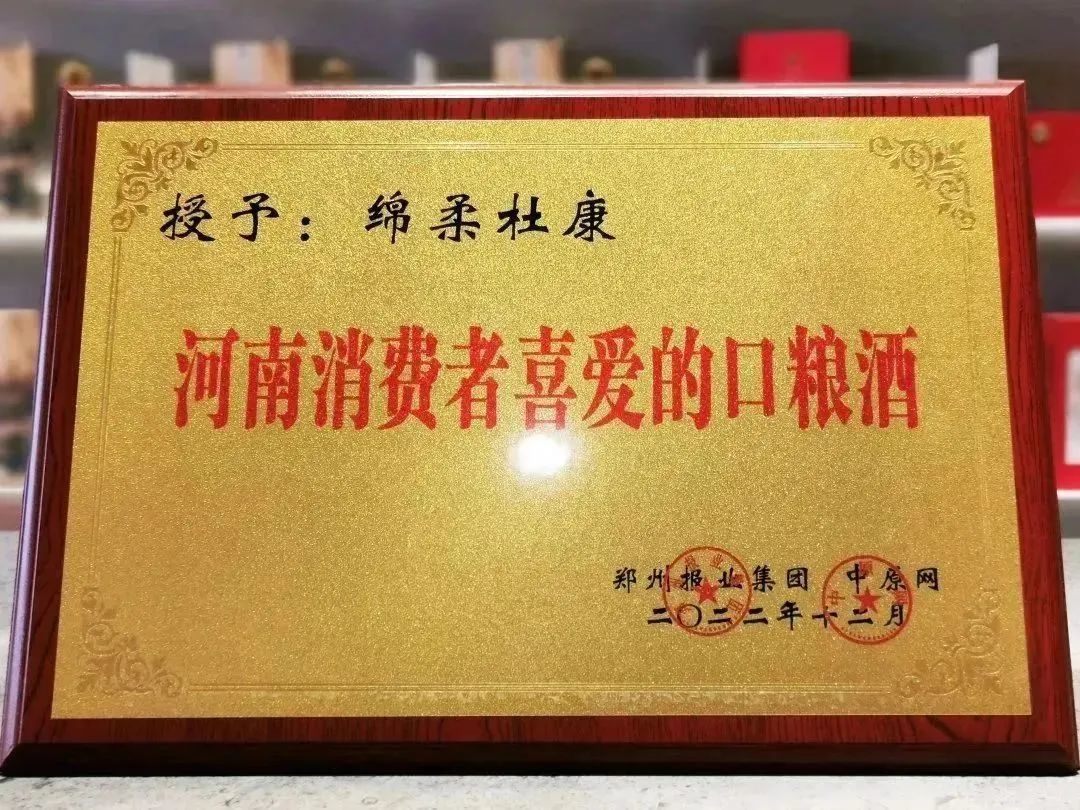 授予：绵柔杜康
河南消费者喜爱的口粮酒
郑州报业集团 中原网
二〇二二年十二月